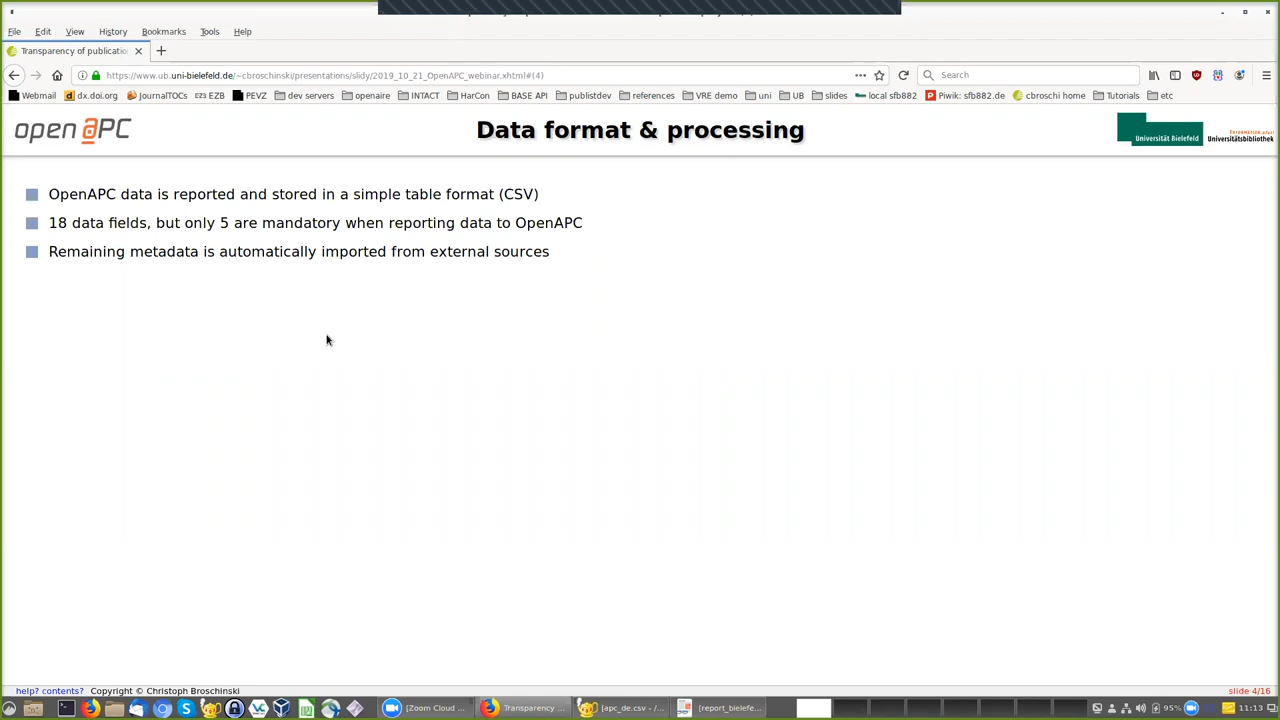 File Edit View History Bookmarks Tools Help
Transparency of publicatio
https://www.ub.uni-bielefeld.de/~cbroschinski/presentations/slidy/2019_10_21_OpenAPC_webinar.xhtml#(4)
Search
Webmail dx.doi.org JournalTOCs EZB EZB PEVZ dev servers openaire INTACT HarCon BASE API publistdev references VRE demo uni UB slides local sfb882 Piwik: sfb882.de cbroschi home Tutorials etc
open APC
Data format & processing
Universität Bielefeld
Universitätsbibliothek
OpenAPC data is reported and stored in a simple table format (CSV)
18 data fields, but only 5 are mandatory when reporting data to OpenAPC
Remaining metadata is automatically imported from external sources
help? contents? Copyright © Christoph Broschinski
slide 4/16
[Zoom Cloud ... Transparency ... [apc_de.csv - /... [report_bielefe...
95% 11:13